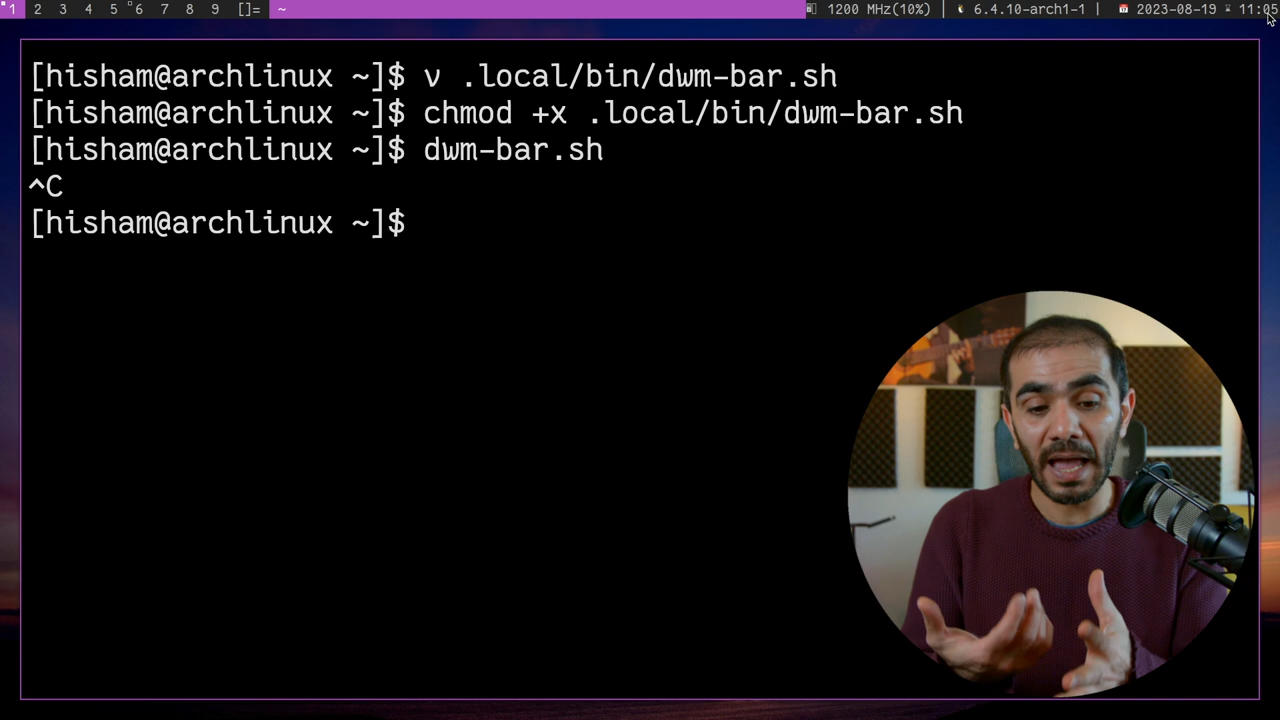 1 2 3 4 5 6 7 8 9 []= ~ 1200 MHz(10%) | 6.4.10-arch1-1 | 2023-08-19 11:05
[hisham@archlinux ~]$ v .local/bin/dwm-bar.sh
[hisham@archlinux ~]$ chmod +x .local/bin/dwm-bar.sh
[hisham@archlinux ~]$ dwm-bar.sh
^C
[hisham@archlinux ~]$